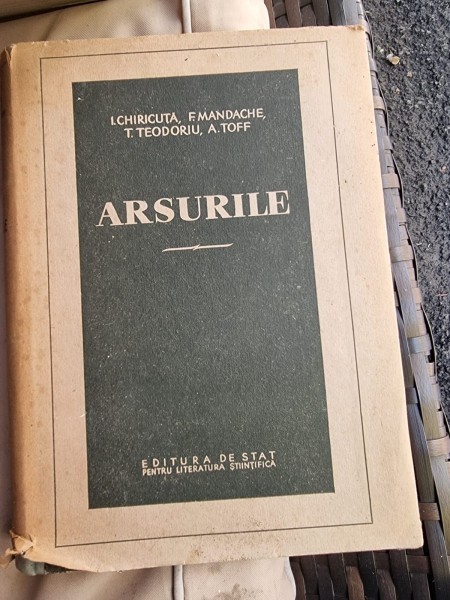 I. CHIRICUȚĂ, F. MANDACHE,
T. TEODORIU, A. TOFF
ARSURILE
EDITURA DE STAT
PENTRU LITERATURA ȘTIINȚIFICĂ